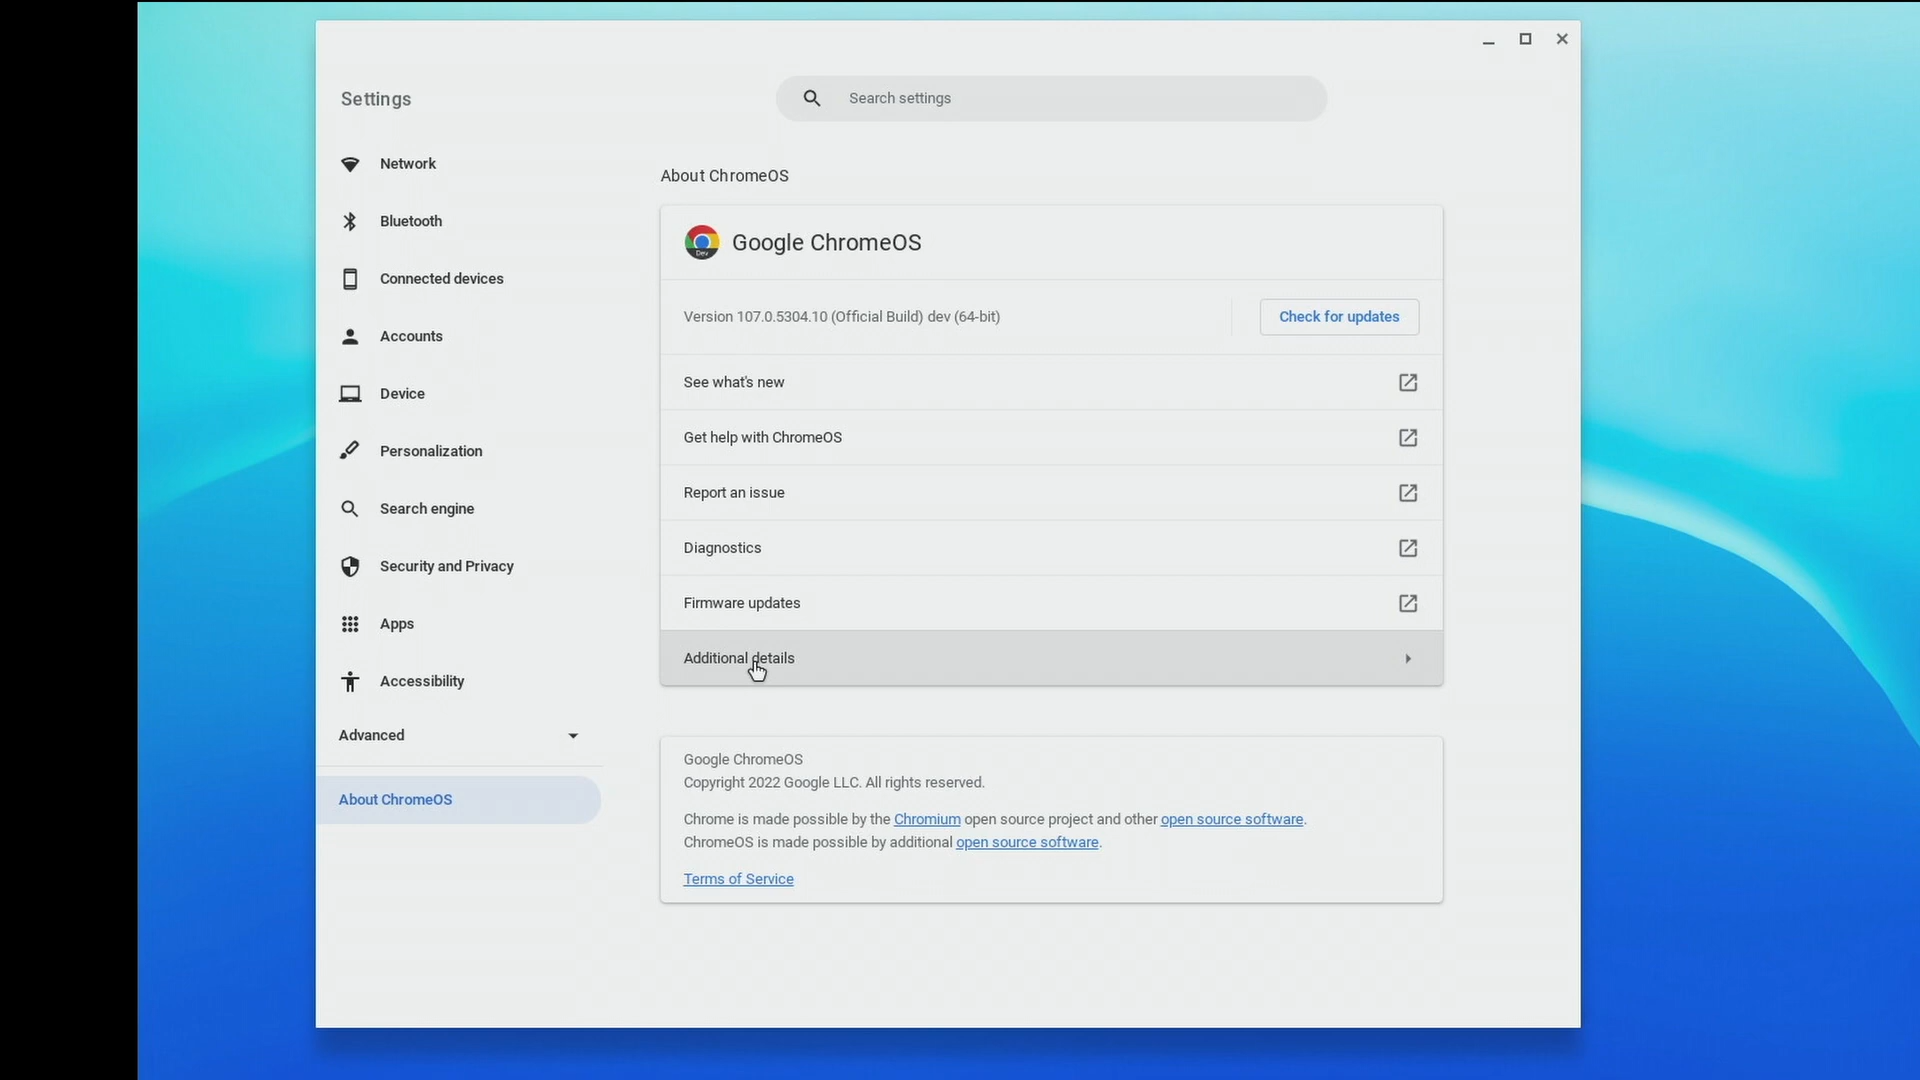 Settings
Search settings
Network
Bluetooth
Connected devices
Accounts
Device
Personalization
Search engine
Security and Privacy
Apps
Accessibility
Advanced
About ChromeOS
About ChromeOS
Dev
Google ChromeOS
Version 107.0.5304.10 (Official Build) dev (64-bit)
Check for updates
See what's new
Get help with ChromeOS
Report an issue
Diagnostics
Firmware updates
Additional details
Google ChromeOS
Copyright 2022 Google LLC. All rights reserved.
Chrome is made possible by the Chromium open source project and other open source software.
ChromeOS is made possible by additional open source software.
Terms of Service